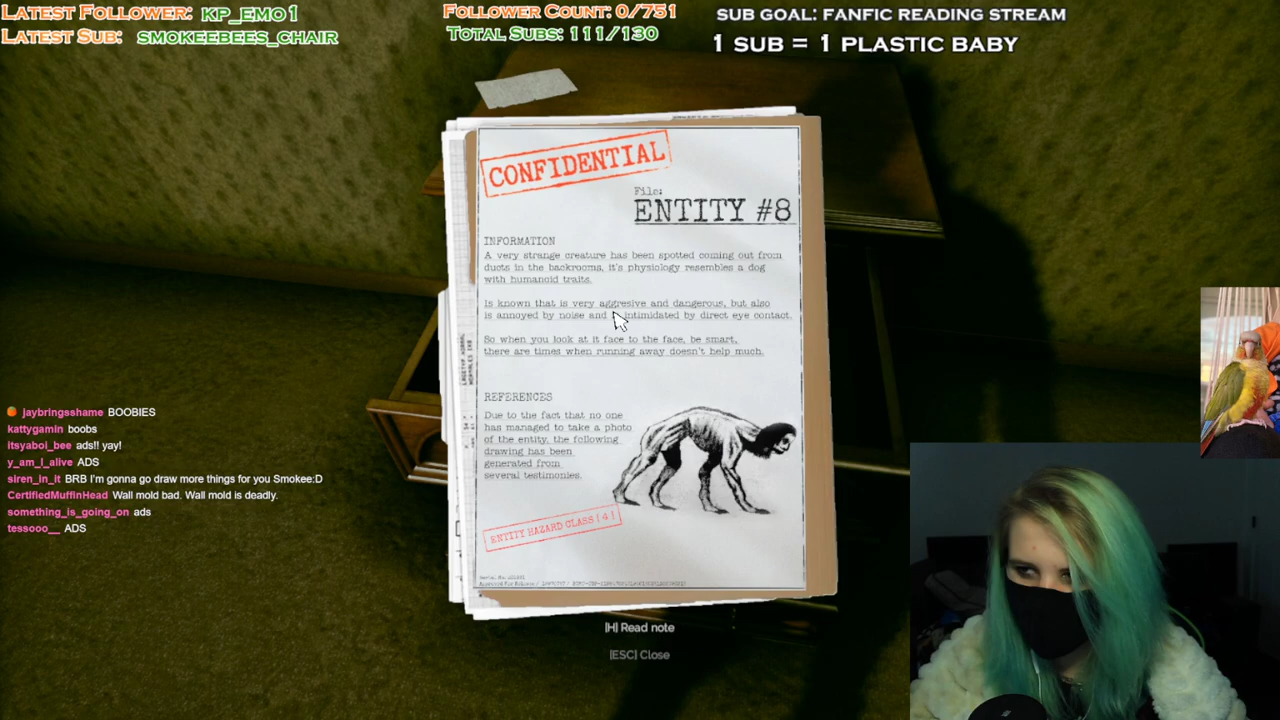 LATEST FOLLOWER: KP_EMO1
LATEST SUB: SMOKEEBEES_CHAIR
FOLLOWER COUNT: 0/751
TOTAL SUBS: 111/130
SUB GOAL: FANFIC READING STREAM
1 SUB = 1 PLASTIC BABY
CONFIDENTIAL
File:
ENTITY #8
INFORMATION
A very strange creature has been spotted coming out from
ducts in the backrooms, it's physiology resembles a dog
with humanoid traits.
Is known that is very aggresive and dangerous, but also
is annoyed by noise and intimidated by direct eye contact.
So when you look at it face to the face, be smart,
there are times when running away doesn't help much.
REFERENCES
Due to the fact that no one
has managed to take a photo
of the entity, the following
drawing has been
generated from
several testimonies.
ENTITY HAZARD CLASS [4]
[H] Read note
[ESC] Close
jaybringsshame BOOBIES
kattygamin boobs
itsyaboi_bee ads!! yay!
y_am_I_alive ADS
siren_in_it BRB I'm gonna go draw more things for you Smokee:D
CertifiedMuffinHead Wall mold bad. Wall mold is deadly.
something_is_going_on ads
tessooo__ ADS